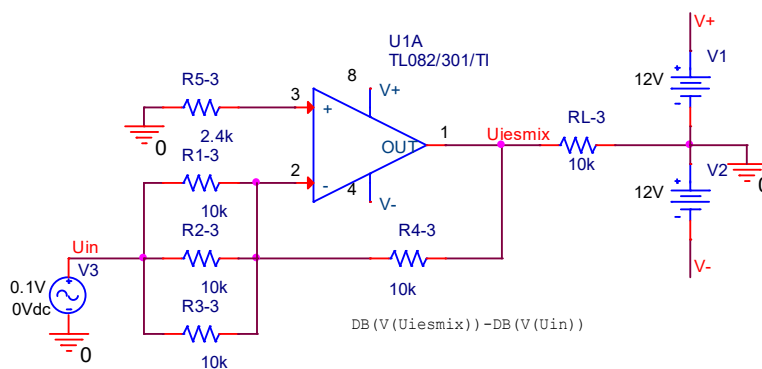 V+
U1A
TL082/301/TI
V1
R5-3
8
V+
12V
3
+
2.4k
0
1
Uiesmix
RL-3
R1-3
OUT
2
-
10k
V2
0
4
V-
10k
12V
R2-3
R4-3
Uin
V3
10k
10k
V-
0.1V
0Vdc
R3-3
DB(V(Uiesmix))-DB(V(Uin))
0
10k